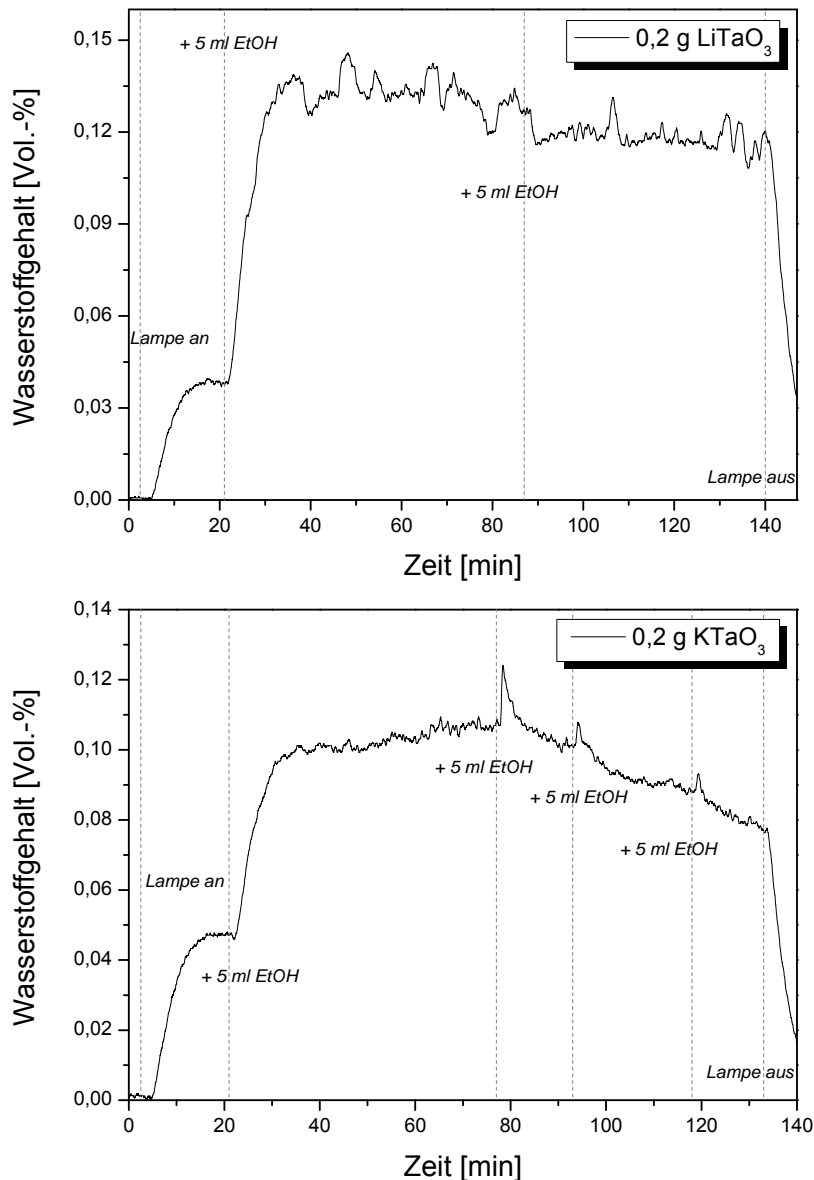 0,15
+ 5 ml EtOH
0,2 g LiTaO₃
0,12
+ 5 ml EtOH
0,09
Wasserstoffgehalt [Vol.-%]
0,06
Lampe an
0,03
Lampe aus
0,00
0 20 40 60 80 100 120 140
Zeit [min]
0,14
0,2 g KTaO₃
0,12
0,10
+ 5 ml EtOH
+ 5 ml EtOH
0,08
+ 5 ml EtOH
Wasserstoffgehalt [Vol.-%]
0,06
Lampe an
0,04
+ 5 ml EtOH
0,02
Lampe aus
0,00
0 20 40 60 80 100 120 140
Zeit [min]